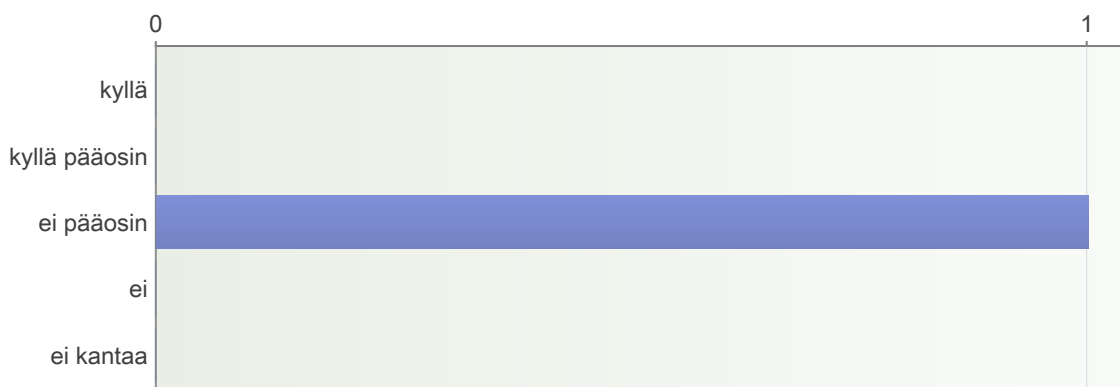 0 1
kyllä
kyllä pääosin
ei pääosin
ei
ei kantaa